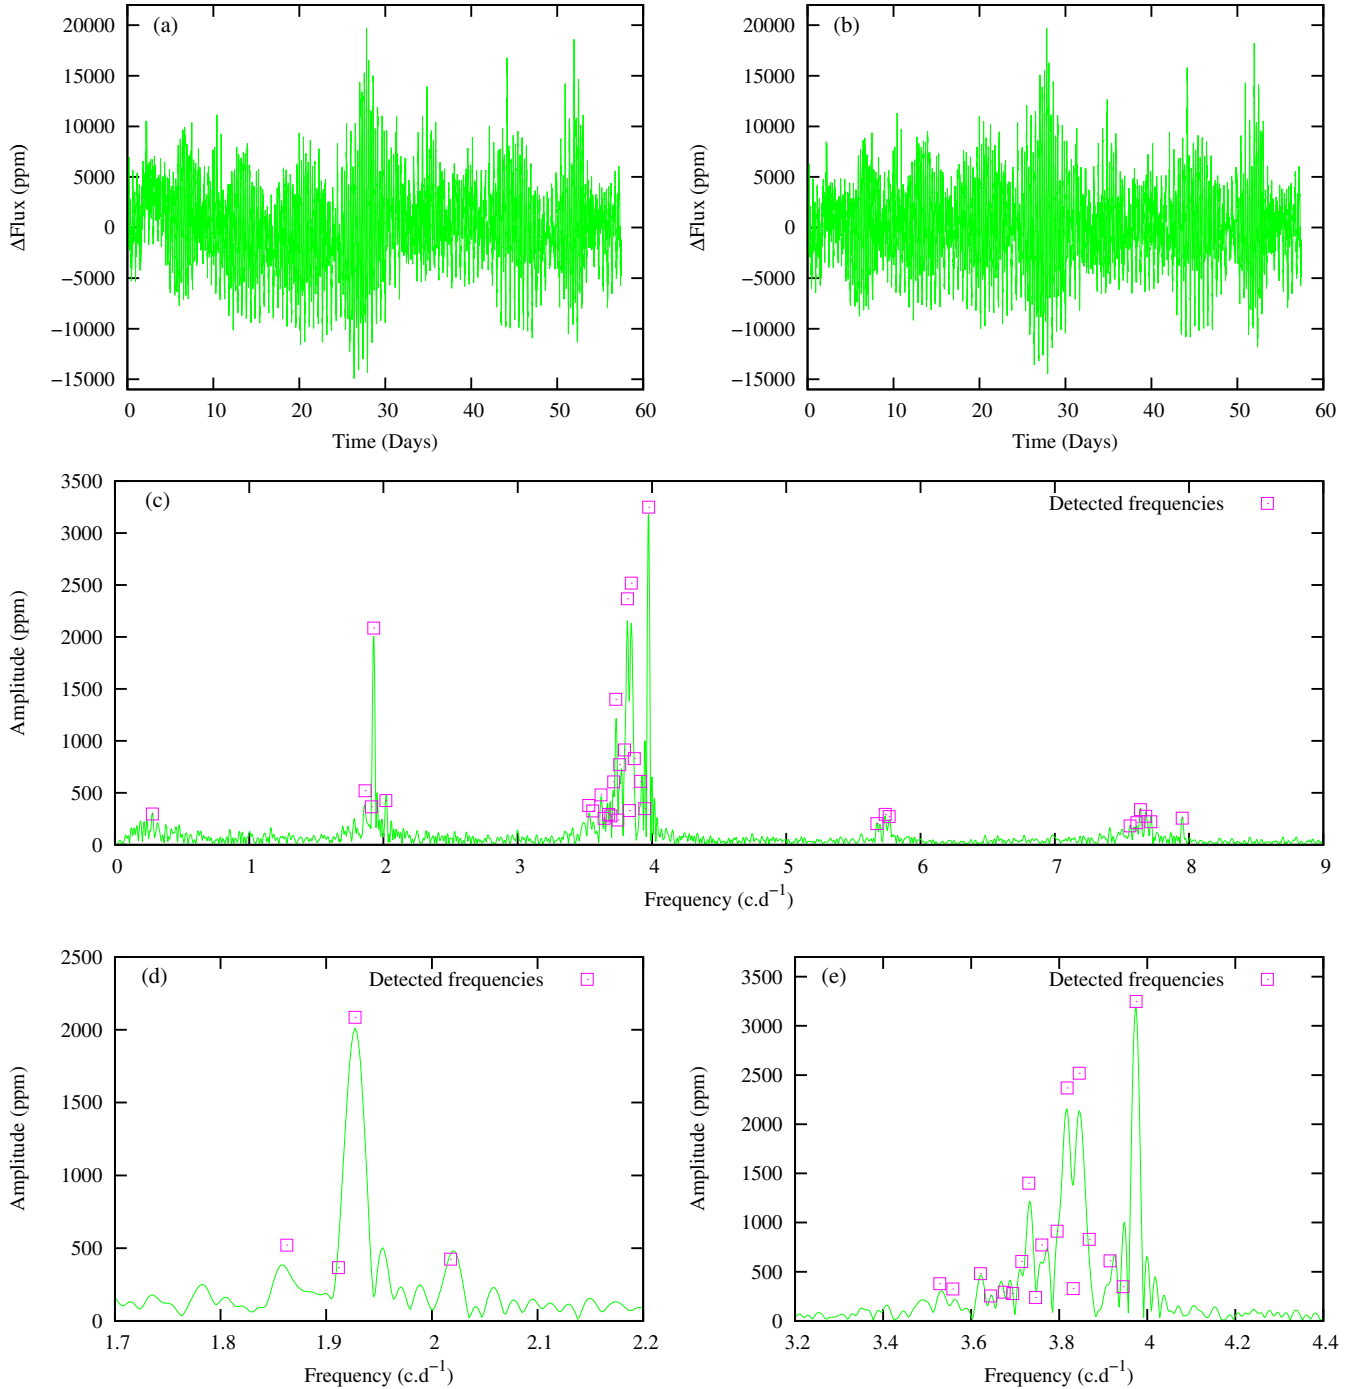 (a)
20000
15000
10000
5000
0
−5000
−10000
−15000
ΔFlux (ppm)
0 10 20 30 40 50 60
Time (Days)
(b)
20000
15000
10000
5000
0
−5000
−10000
−15000
ΔFlux (ppm)
0 10 20 30 40 50 60
Time (Days)
(c)
Detected frequencies
3500
3000
2500
2000
1500
1000
500
0
Amplitude (ppm)
0 1 2 3 4 5 6 7 8 9
Frequency (c.d−1)
(d)
Detected frequencies
2500
2000
1500
1000
500
0
Amplitude (ppm)
1.7 1.8 1.9 2 2.1 2.2
Frequency (c.d−1)
(e)
Detected frequencies
3500
3000
2500
2000
1500
1000
500
0
Amplitude (ppm)
3.2 3.4 3.6 3.8 4 4.2 4.4
Frequency (c.d−1)